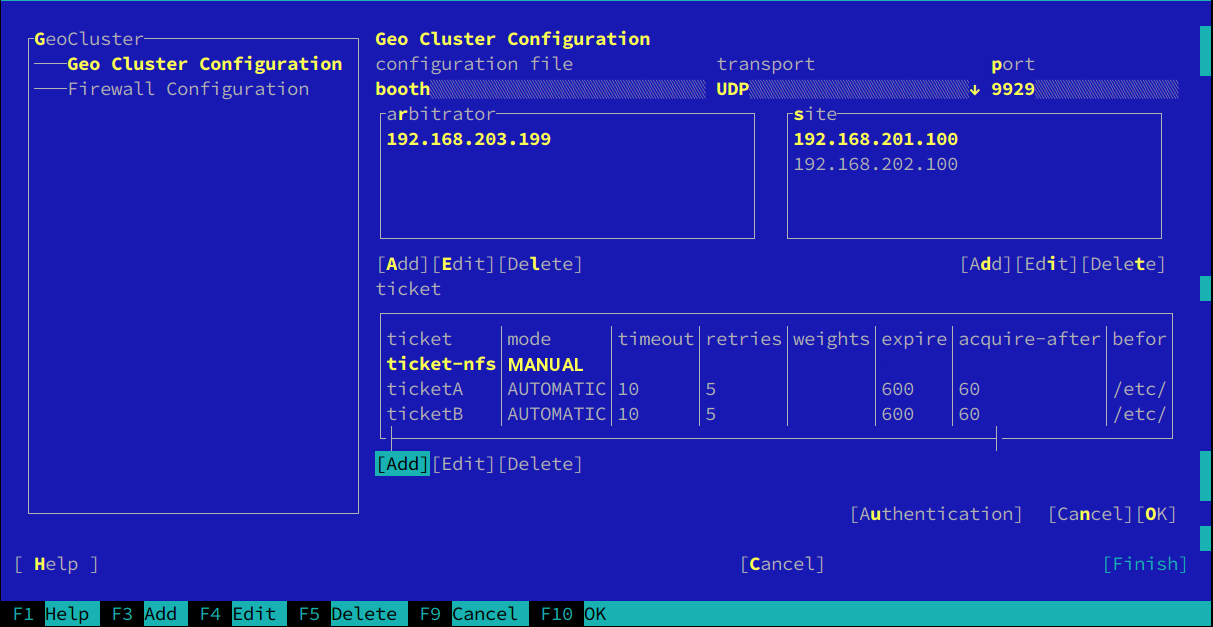 GeoCluster
Geo Cluster Configuration
Firewall Configuration
Geo Cluster Configuration
configuration file transport port
booth UDP ↓ 9929
arbitrator
192.168.203.199
site
192.168.201.100
192.168.202.100
[Add][Edit][Delete] [Add][Edit][Delete]
ticket
ticket mode timeout retries weights expire acquire-after befor
ticket-nfs MANUAL
ticketA AUTOMATIC 10 5 600 60 /etc/
ticketB AUTOMATIC 10 5 600 60 /etc/
[Add][Edit][Delete]
[Authentication] [Cancel][OK]
[ Help ] [Cancel] [Finish]
F1 Help F3 Add F4 Edit F5 Delete F9 Cancel F10 OK